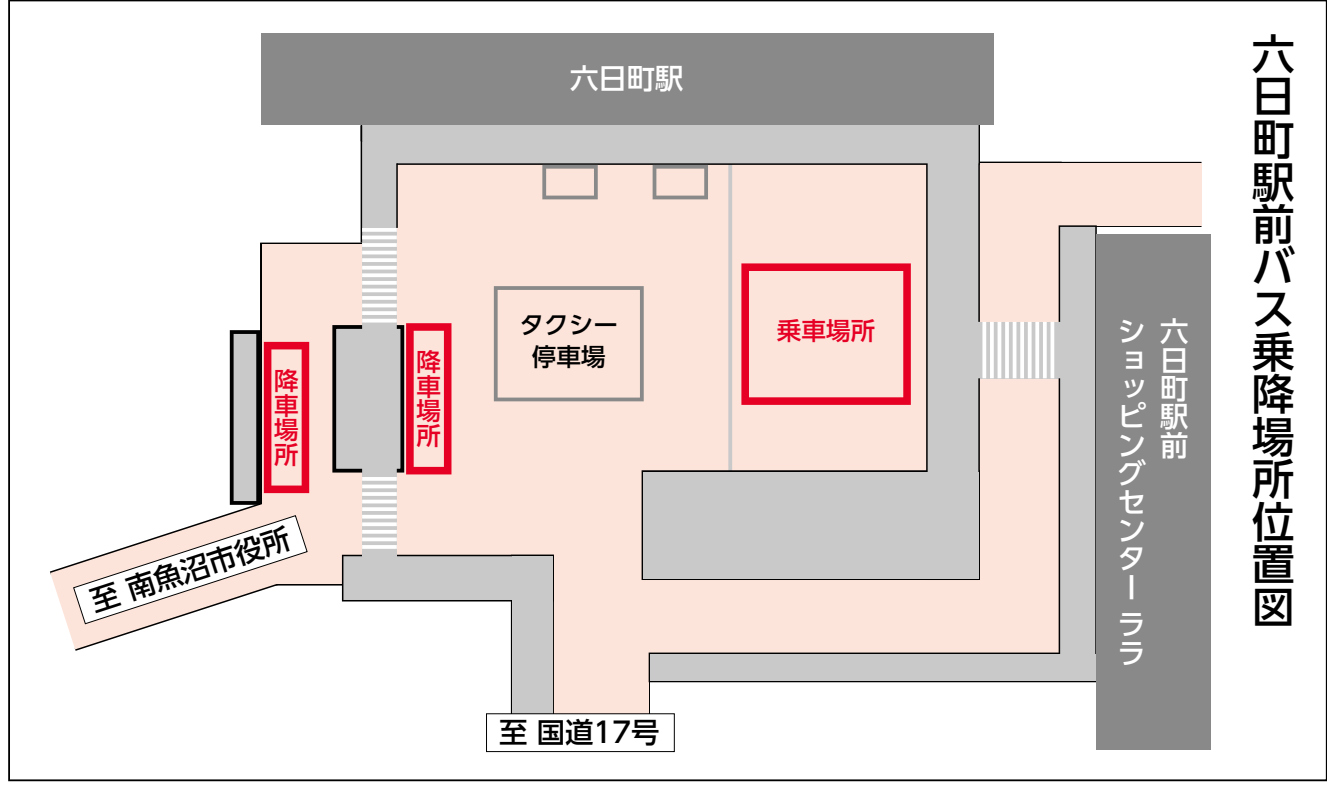 六日町駅前バス乗降場所位置図
六日町駅
タクシー
停車場
乗車場所
降車場所
降車場所
六日町駅前
ショッピングセンター ララ
至 南魚沼市役所
至 国道17号